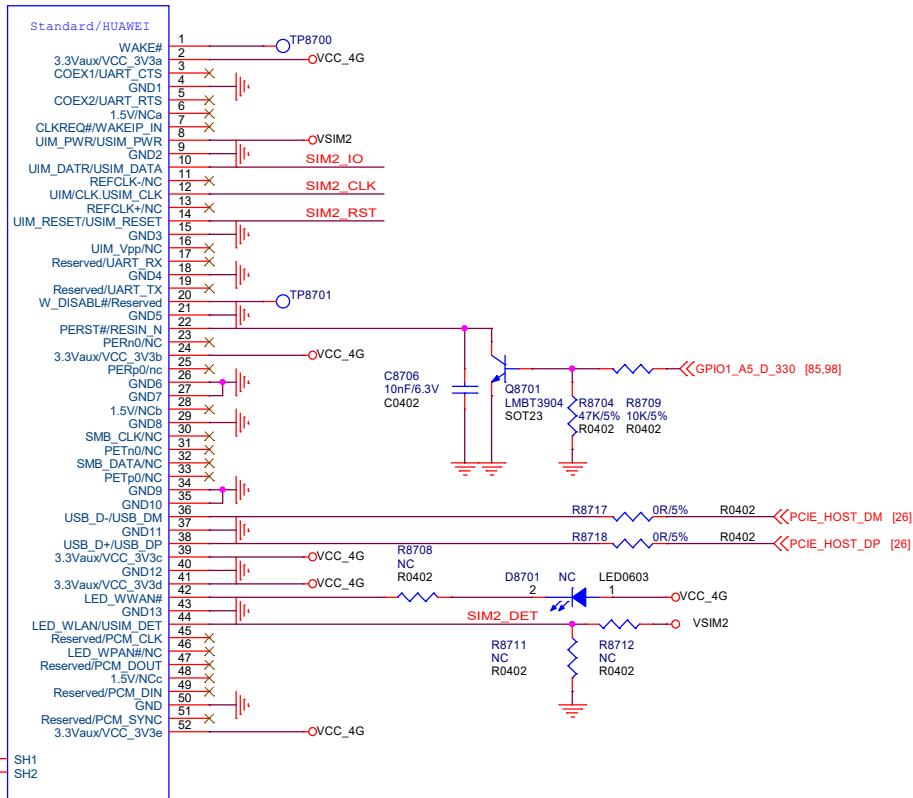 Standard/HUAWEI
WAKE# 1 TP8700
3.3Vaux/VCC_3V3a 2 VCC_4G
COEX1/UART_CTS 3
GND1 4
COEX2/UART_RTS 5
1.5V/NCa 6
CLKREQ#/WAKEIP_IN 7
UIM_PWR/USIM_PWR 8 VSIM2
GND2 9
UIM_DATR/USIM_DATA 10 SIM2_IO
REFCLK-/NC 11
UIM/CLK.USIM_CLK 12 SIM2_CLK
REFCLK+/NC 13
UIM_RESET/USIM_RESET 14 SIM2_RST
GND3 15
UIM_Vpp/NC 16
Reserved/UART_RX 17
GND4 18
Reserved/UART_TX 19
W_DISABL#/Reserved 20 TP8701
GND5 21
PERST#/RESIN_N 22
PERn0/NC 23
3.3Vaux/VCC_3V3b 24 VCC_4G
PERp0/nc 25
GND6 26
GND7 27
1.5V/NCb 28
GND8 29
SMB_CLK/NC 30
PETn0/NC 31
SMB_DATA/NC 32
PETp0/NC 33
GND9 34
GND10 35
USB_D-/USB_DM 36
GND11 37
USB_D+/USB_DP 38
3.3Vaux/VCC_3V3c 39 VCC_4G
GND12 40
3.3Vaux/VCC_3V3d 41 VCC_4G
LED_WWAN# 42
GND13 43
LED_WLAN/USIM_DET 44
Reserved/PCM_CLK 45
LED_WPAN#/NC 46
Reserved/PCM_DOUT 47
1.5V/NCc 48
Reserved/PCM_DIN 49
GND 50
Reserved/PCM_SYNC 51
3.3Vaux/VCC_3V3e 52 VCC_4G
SH1
SH2
C8706
10nF/6.3V
C0402
Q8701
LMBT3904
SOT23
R8704
47K/5%
R0402
R8709
10K/5%
R0402
GPIO1_A5_D_330 [85,98]
R8717 0R/5% R0402 PCIE_HOST_DM [26]
R8718 0R/5% R0402 PCIE_HOST_DP [26]
R8708
NC
R0402
D8701 NC LED0603
2 1 VCC_4G
SIM2_DET VSIM2
R8711
NC
R0402
R8712
NC
R0402